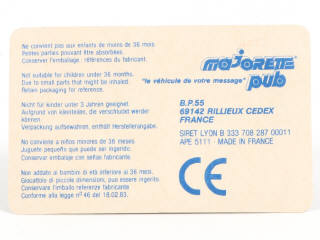 Ne convient pas aux enfants de moins de 36 mois
Petites parties pouvant être absorbées.
Conserver l'emballage : références du fabricant.
Not suitable for children under 36 months.
Due to small parts that might be inhaled.
Retain packaging.
Nicht für kinder unter 3 Jahren geeignet.
Aufgrund von kleinteilen, die verschluckt werden
können.
Verpackung aufbewahren, enthält Herstellerangabe.
No conviene a niños minores de 36 meses
Juguete pequeño que puede ser ingerido.
Conservar embalaje con señas fabricante
Non adatto ai bambini di età inferiore ai 36 mesi.
Giocattolo di piccole dimensioni, puo essere ingerito.
Conservare l'imballo con referenze fabbricante
Conforme alla legge n° 46 del 18.02.83.
majorette
"le véhicule de votre message"
pub
B.P.55
69142 RILLIEUX CEDEX
FRANCE
SIRET LYON B 333 708 287 00011
APE 5111 - MADE IN FRANCE
CE